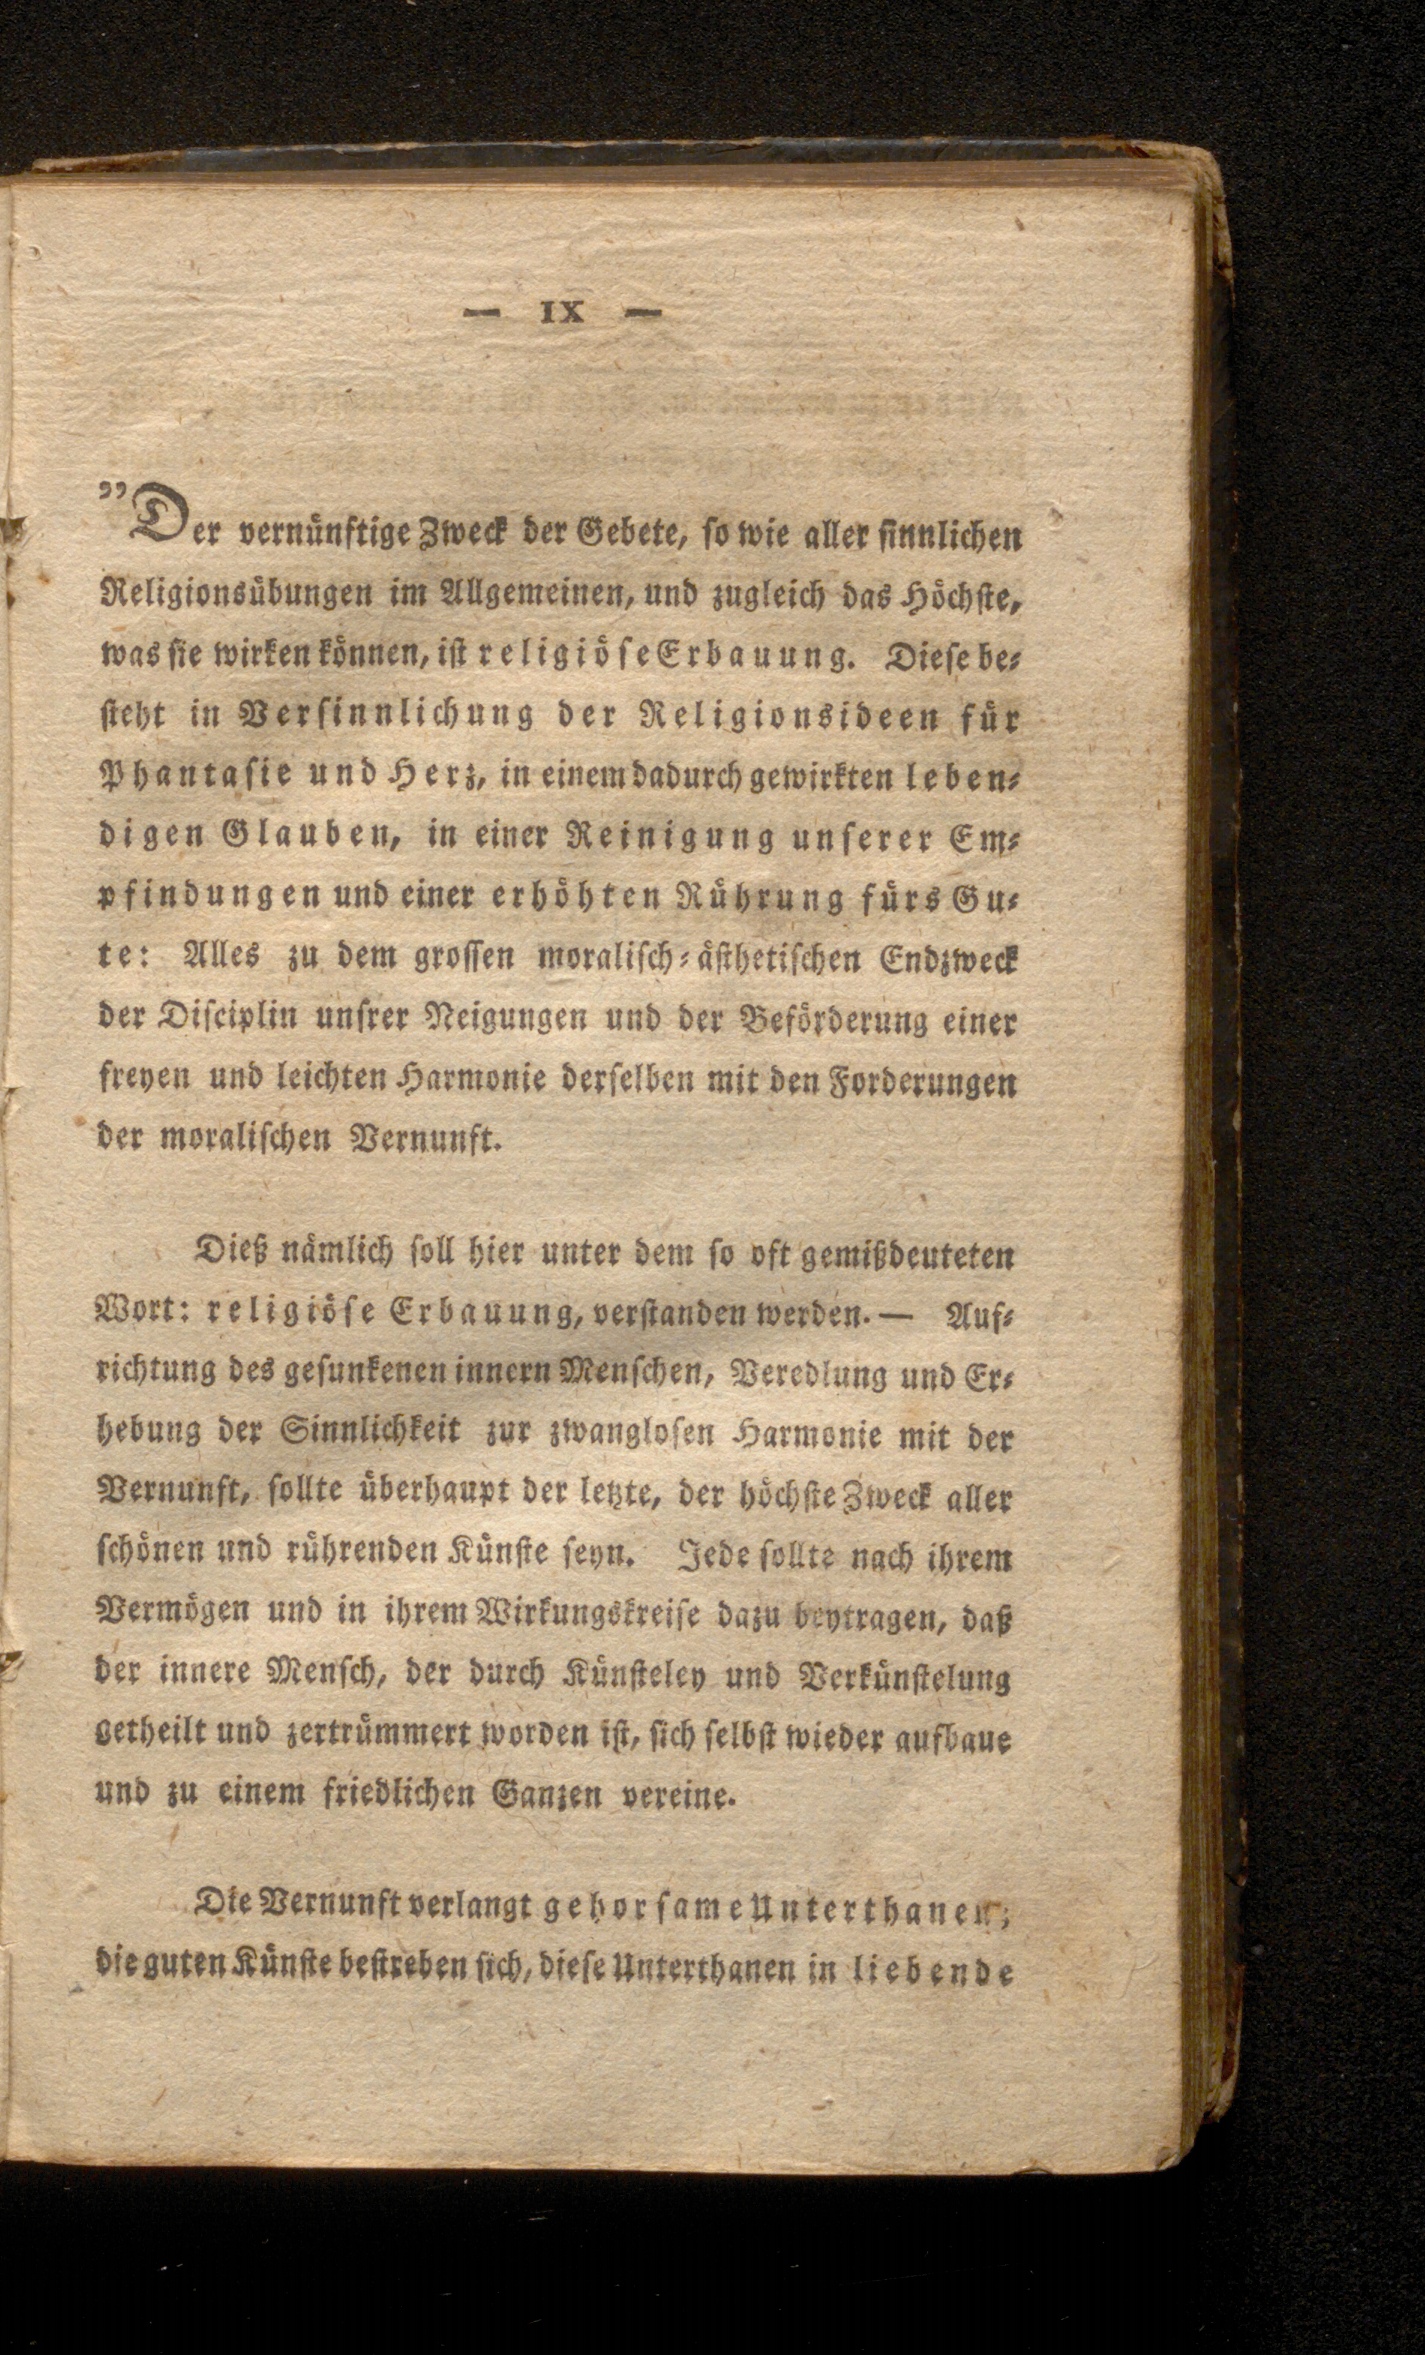 — IX —
”Der vernünftige Zweck der Gebete, so wie aller sinnlichen
Religionsübungen im Allgemeinen, und zugleich das Höchste,
was sie wirken können, ist religiöse Erbauung. Diese be-
steht in Versinnlichung der Religionsideen für
Phantasie und Herz, in einem dadurch gewirkten leben-
digen Glauben, in einer Reinigung unserer Em-
pfindungen und einer erhöhten Rührung fürs Gu-
te: Alles zu dem grossen moralisch-ästhetischen Endzweck
der Disciplin unsrer Neigungen und der Beförderung einer
freyen und leichten Harmonie derselben mit den Forderungen
der moralischen Vernunft.
Dieß nämlich soll hier unter dem so oft gemißdeuteten
Wort: religiöse Erbauung, verstanden werden. — Auf-
richtung des gesunkenen innern Menschen, Veredlung und Er-
hebung der Sinnlichkeit zur zwanglosen Harmonie mit der
Vernunft, sollte überhaupt der letzte, der höchste Zweck aller
schönen und rührenden Künste seyn. Jede sollte nach ihrem
Vermögen und in ihrem Wirkungskreise dazu beytragen, daß
der innere Mensch, der durch Künsteley und Verkünstelung
getheilt und zertrümmert worden ist, sich selbst wieder aufbaue
und zu einem friedlichen Ganzen vereine.
Die Vernunft verlangt gehorsame Unterthanen;
die guten Künste bestreben sich, diese Unterthanen in liebende